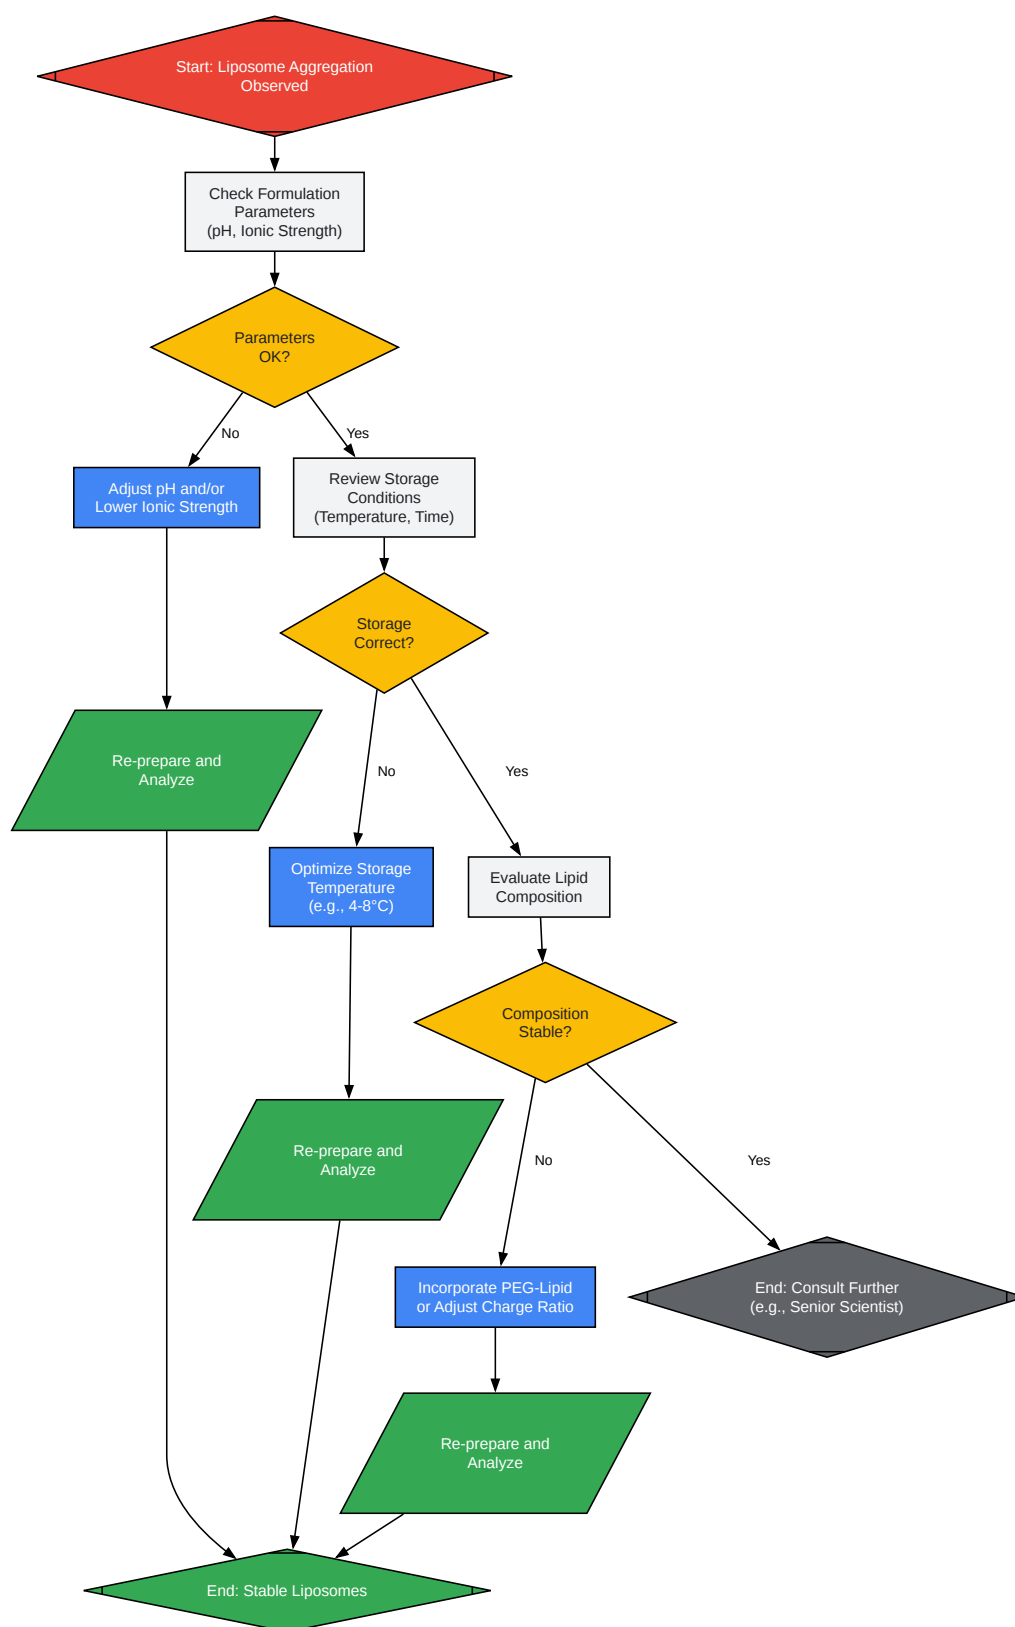 Start: Liposome Aggregation
Observed
Check Formulation
Parameters
(pH, Ionic Strength)
Parameters
OK?
No
Yes
Adjust pH and/or
Lower Ionic Strength
Review Storage
Conditions
(Temperature, Time)
Storage
Correct?
Re-prepare and
Analyze
No
Yes
Optimize Storage
Temperature
(e.g., 4-8°C)
Evaluate Lipid
Composition
Composition
Stable?
Re-prepare and
Analyze
No
Yes
Incorporate PEG-Lipid
or Adjust Charge Ratio
End: Consult Further
(e.g., Senior Scientist)
Re-prepare and
Analyze
End: Stable Liposomes